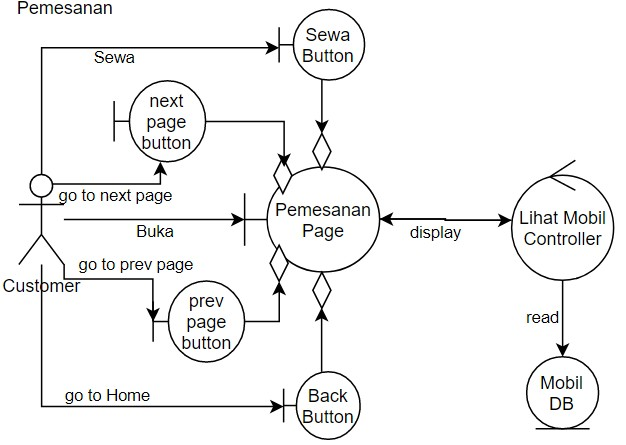 Pemesanan
Sewa
Button
Sewa
next
page
button
go to next page
Pemesanan
Page
Buka
display
Lihat Mobil
Controller
go to prev page
Customer
prev
page
button
read
go to Home
Back
Button
Mobil
DB